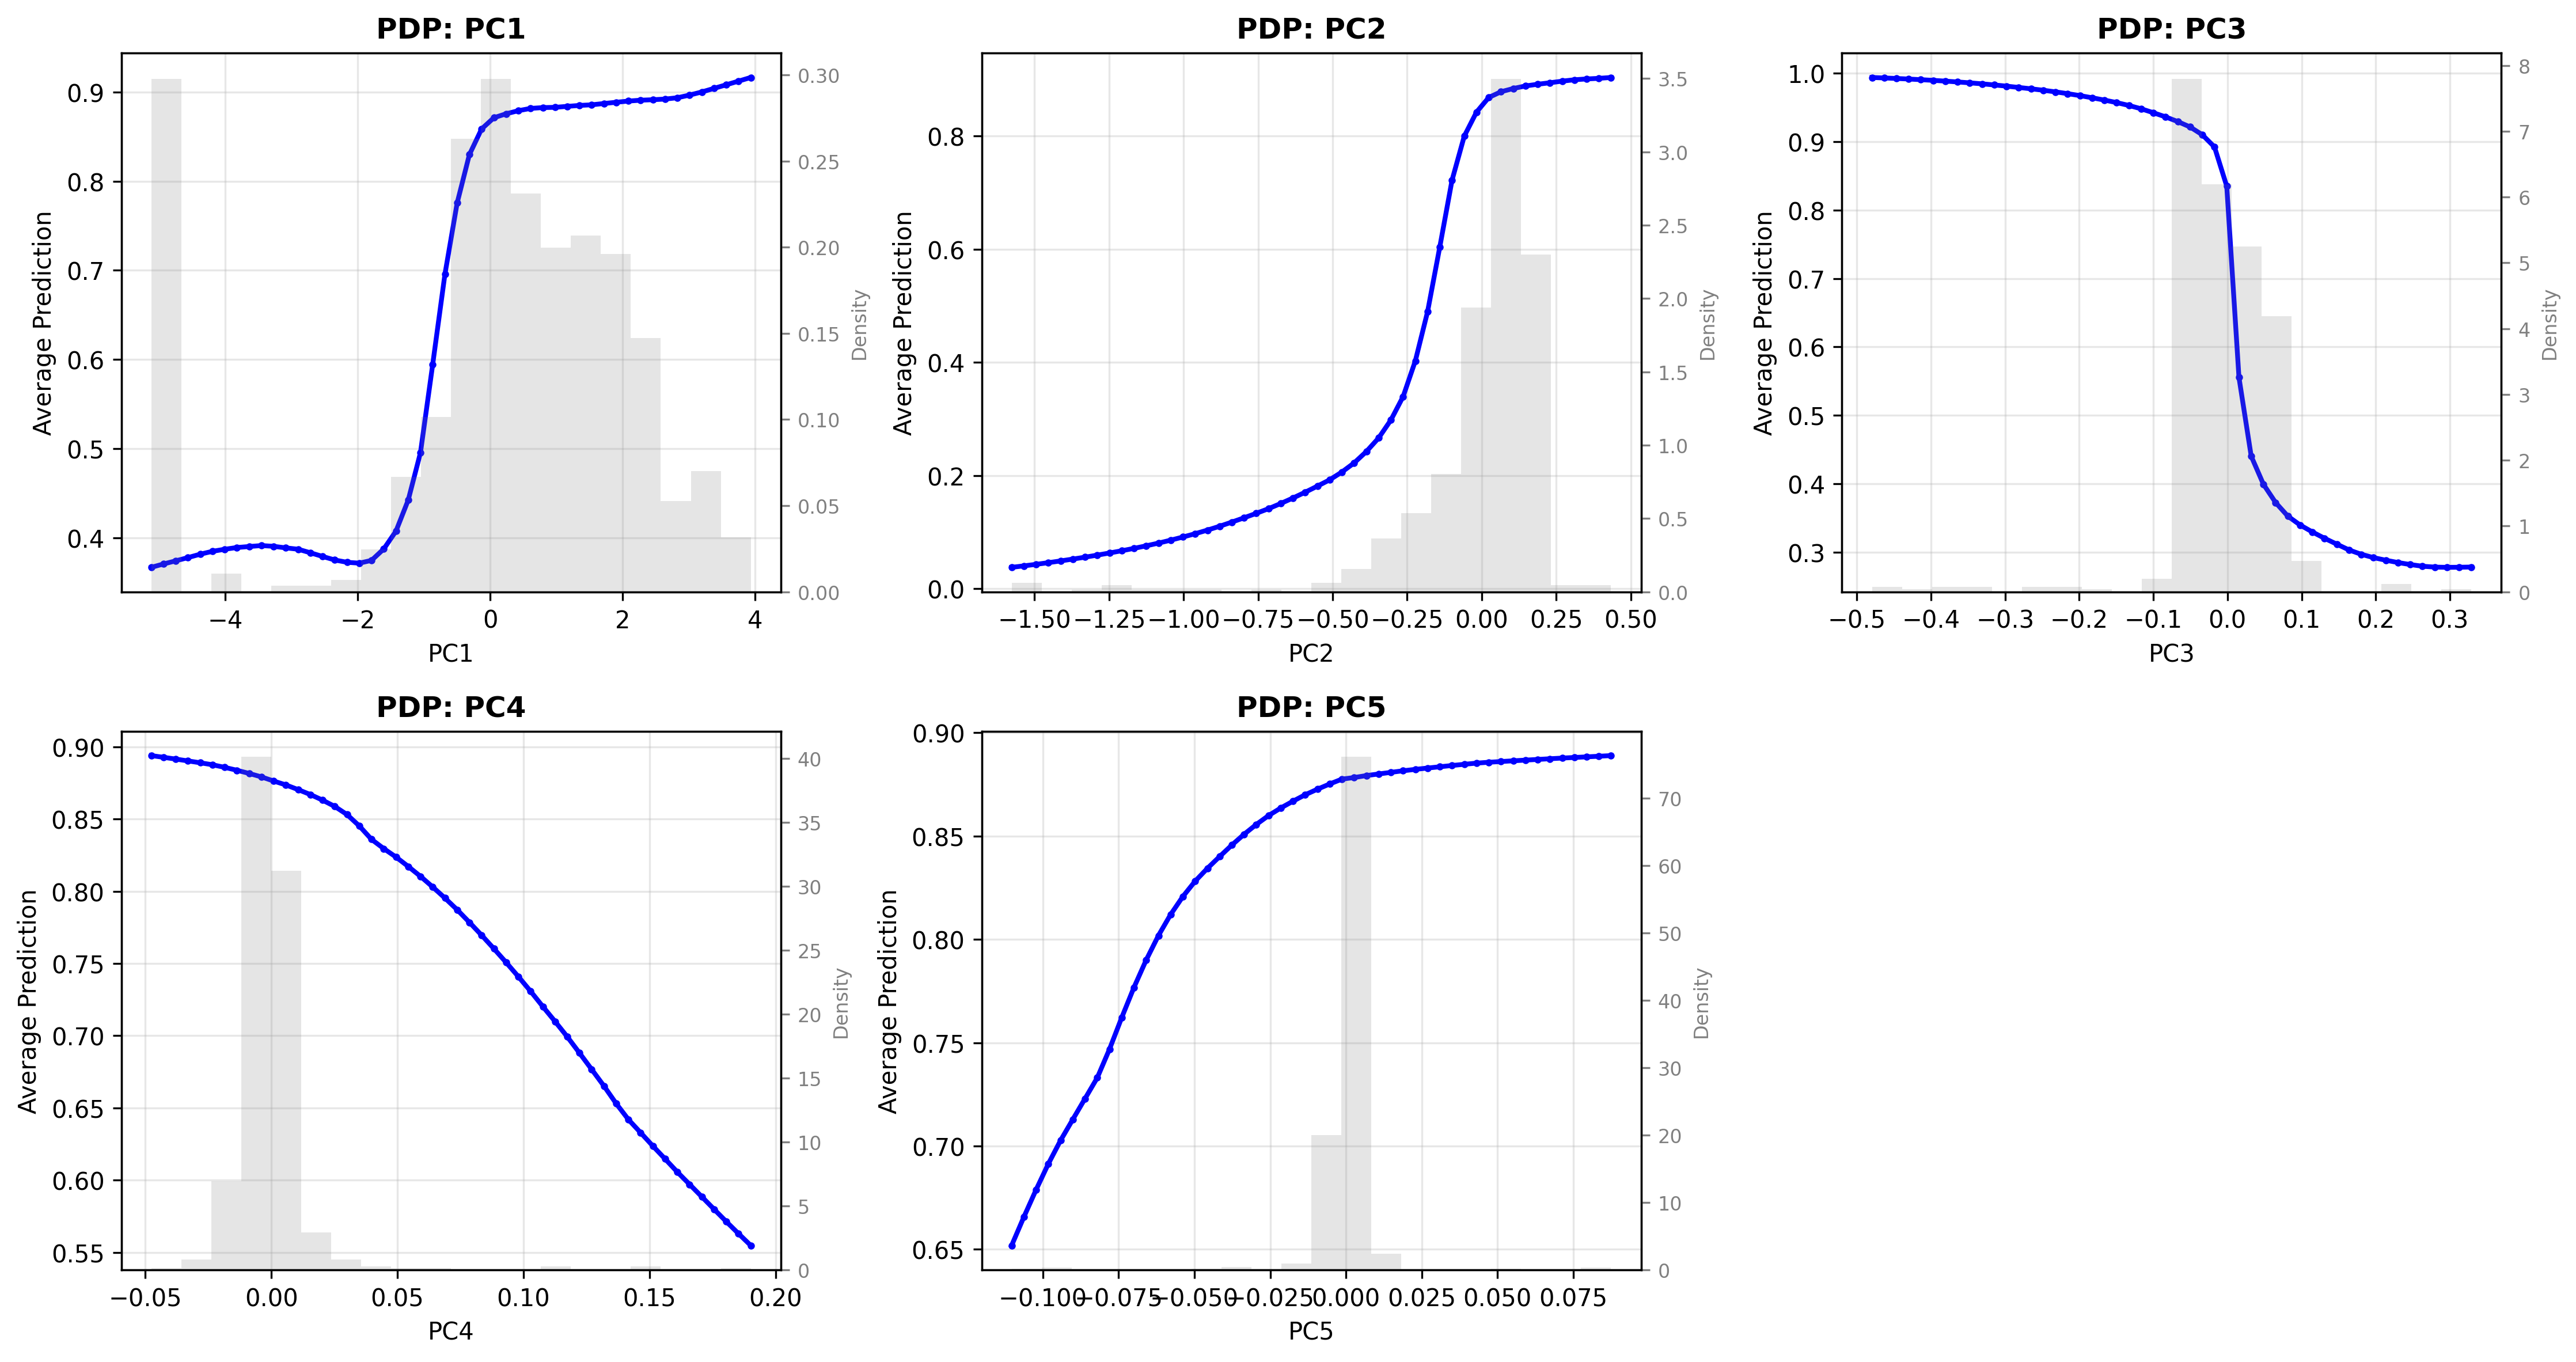 PDP: PC1
0.9
0.8
0.7
0.6
0.5
0.4
Average Prediction
0.30
0.25
0.20
0.15
0.10
0.05
0.00
Density
−4 −2 0 2 4
PC1
PDP: PC2
0.8
0.6
0.4
0.2
0.0
Average Prediction
3.5
3.0
2.5
2.0
1.5
1.0
0.5
0.0
Density
−1.50 −1.25 −1.00 −0.75 −0.50 −0.25 0.00 0.25 0.50
PC2
PDP: PC3
1.0
0.9
0.8
0.7
0.6
0.5
0.4
0.3
Average Prediction
8
7
6
5
4
3
2
1
0
Density
−0.5 −0.4 −0.3 −0.2 −0.1 0.0 0.1 0.2 0.3
PC3
PDP: PC4
0.90
0.85
0.80
0.75
0.70
0.65
0.60
0.55
Average Prediction
40
35
30
25
20
15
10
5
0
Density
−0.05 0.00 0.05 0.10 0.15 0.20
PC4
PDP: PC5
0.90
0.85
0.80
0.75
0.70
0.65
Average Prediction
70
60
50
40
30
20
10
0
Density
−0.100 −0.075 −0.050 −0.025 0.000 0.025 0.050 0.075
PC5